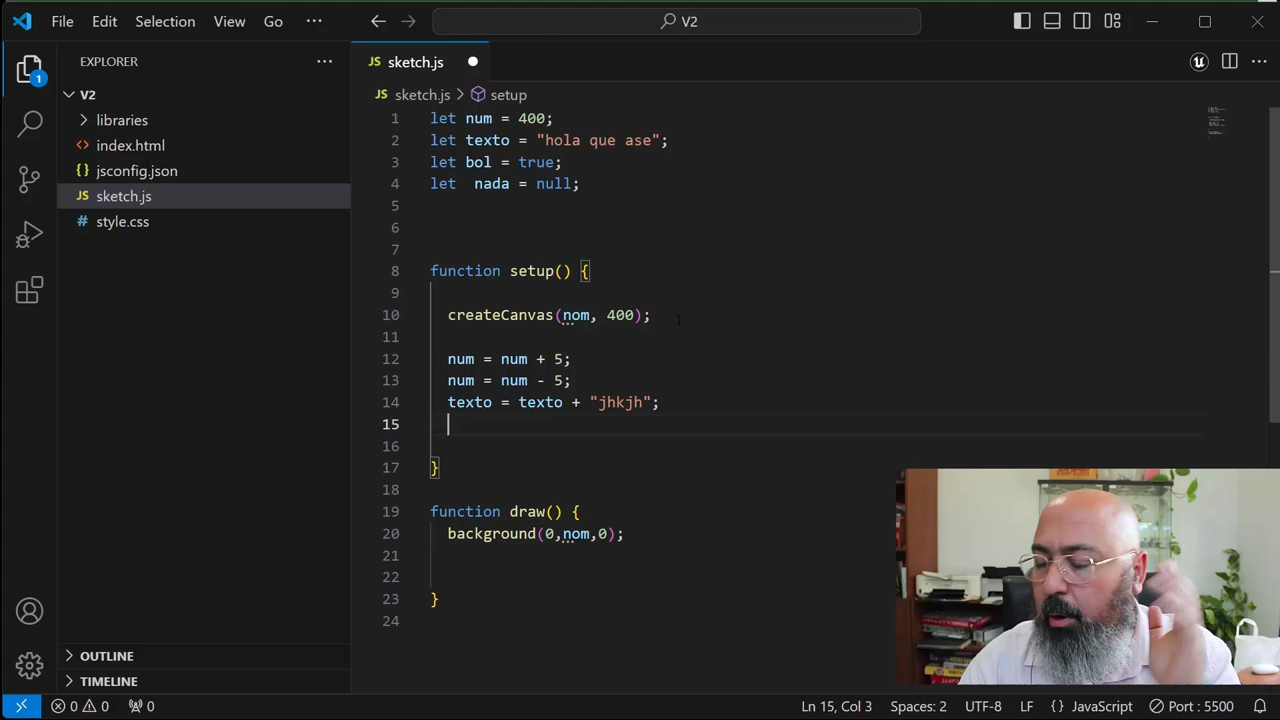 File Edit Selection View Go ··· V2
EXPLORER ···
V2
libraries
index.html
jsconfig.json
sketch.js
style.css
OUTLINE
TIMELINE
1
JS sketch.js
JS sketch.js > setup
1 let num = 400;
2 let texto = "hola que ase";
3 let bol = true;
4 let  nada = null;
5
6
7
8 function setup() {
9
10 createCanvas(nom, 400);
11
12 num = num + 5;
13 num = num - 5;
14 texto = texto + "jhkjh";
15
16
17 }
18
19 function draw() {
20 background(0,nom,0);
21
22
23 }
24
0 0 0 Ln 15, Col 3 Spaces: 2 UTF-8 LF {} JavaScript Port : 5500